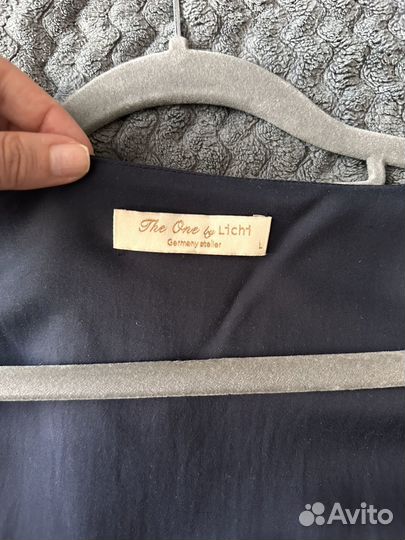 The One by Lichi
Germany atelier
L
Avito